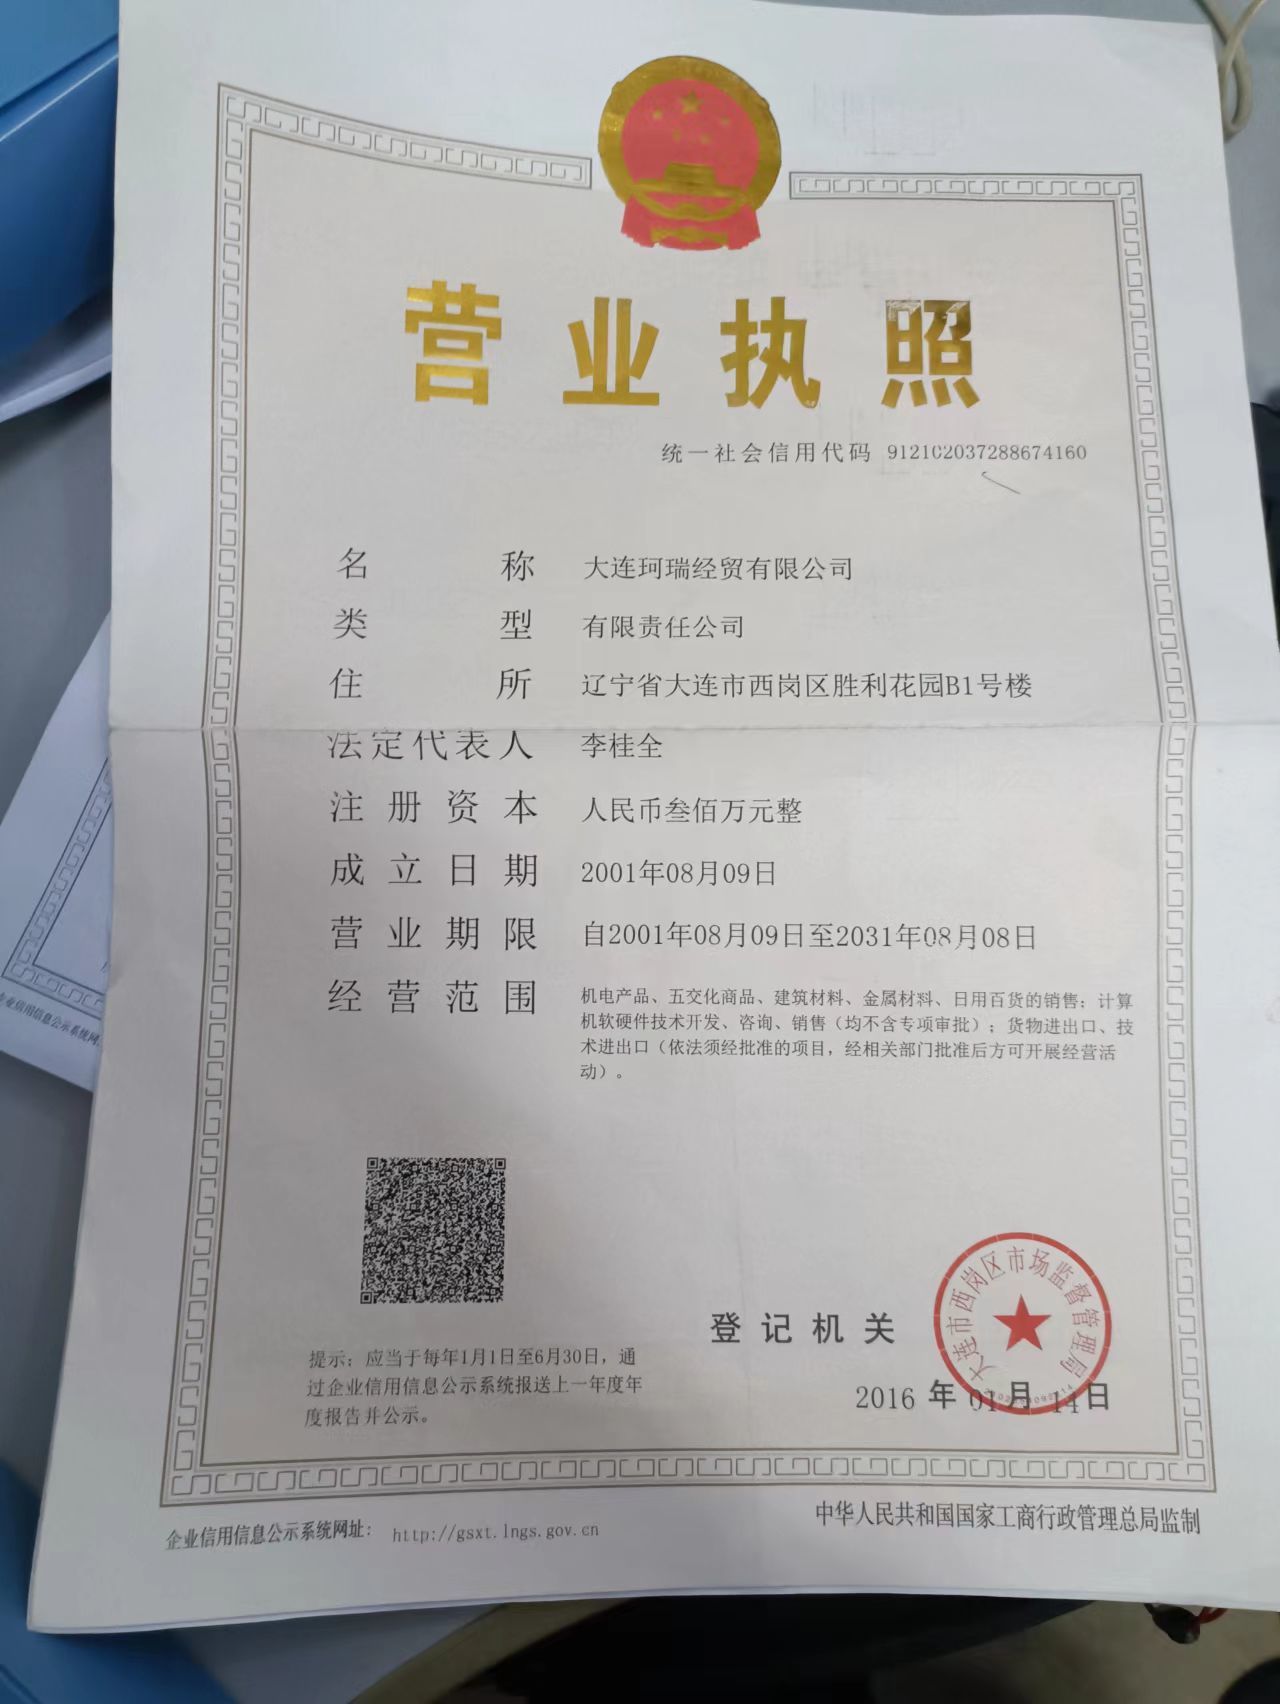 营业执照
统一社会信用代码 912102037288674160
名称 大连珂瑞经贸有限公司
类型 有限责任公司
住所 辽宁省大连市西岗区胜利花园B1号楼
法定代表人 李桂全
注册资本 人民币叁佰万元整
成立日期 2001年08月09日
营业期限 自2001年08月09日至2031年08月08日
经营范围 机电产品、五交化商品、建筑材料、金属材料、日用百货的销售；计算
机软硬件技术开发、咨询、销售（均不含专项审批）；货物进出口、技
术进出口（依法须经批准的项目，经相关部门批准后方可开展经营活
动）。
登记机关
大连市西岗区市场监督管理局
2016 年 01 月 14 日
提示：应当于每年1月1日至6月30日，通
过企业信用信息公示系统报送上一年度年
度报告并公示。
企业信用信息公示系统网址： http://gsxt.lngs.gov.cn
中华人民共和国国家工商行政管理总局监制
企业信用信息公示系统网